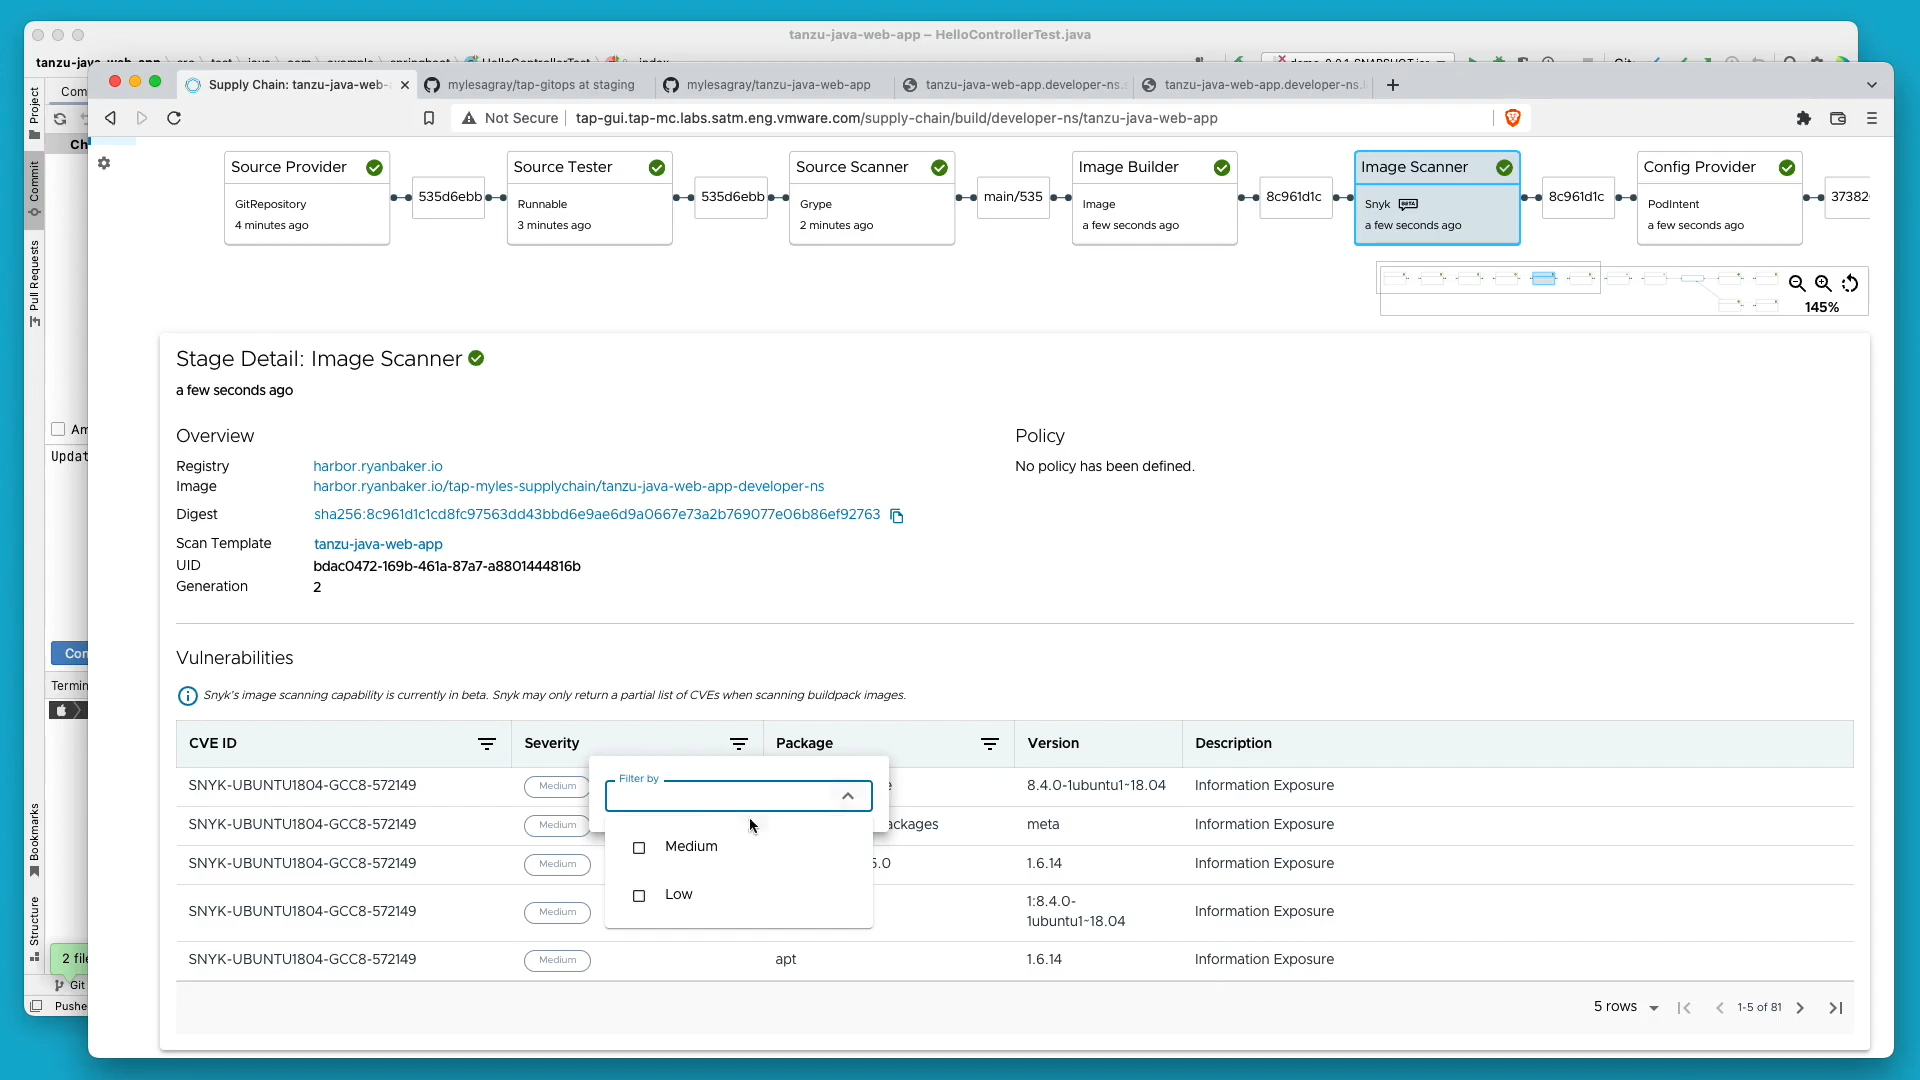 tanzu-java-web-app – HelloControllerTest.java
Supply Chain: tanzu-java-web-
mylesagray/tap-gitops at staging
mylesagray/tanzu-java-web-app
tanzu-java-web-app.developer-ns.
tanzu-java-web-app.developer-ns.
Not Secure
tap-gui.tap-mc.labs.satm.eng.vmware.com/supply-chain/build/developer-ns/tanzu-java-web-app
Project
Commit
Pull Requests
Bookmarks
Structure
Com
Ch
Am
Updat
Con
Termin
2 file
Git
Pushe
Source Provider
GitRepository
4 minutes ago
535d6ebb
Source Tester
Runnable
3 minutes ago
535d6ebb
Source Scanner
Grype
2 minutes ago
main/535
Image Builder
Image
a few seconds ago
8c961d1c
Image Scanner
Snyk BETA
a few seconds ago
8c961d1c
Config Provider
PodIntent
a few seconds ago
37382
145%
Stage Detail: Image Scanner
a few seconds ago
Overview
Registry harbor.ryanbaker.io
Image harbor.ryanbaker.io/tap-myles-supplychain/tanzu-java-web-app-developer-ns
Digest sha256:8c961d1c1cd8fc97563dd43bbd6e9ae6d9a0667e73a2b769077e06b86ef92763
Scan Template tanzu-java-web-app
UID bdac0472-169b-461a-87a7-a8801444816b
Generation 2
Policy
No policy has been defined.
Vulnerabilities
Snyk's image scanning capability is currently in beta. Snyk may only return a partial list of CVEs when scanning buildpack images.
CVE ID Severity Package Version Description
SNYK-UBUNTU1804-GCC8-572149 Medium e 8.4.0-1ubuntu1~18.04 Information Exposure
SNYK-UBUNTU1804-GCC8-572149 Medium ackages meta Information Exposure
SNYK-UBUNTU1804-GCC8-572149 Medium 5.0 1.6.14 Information Exposure
SNYK-UBUNTU1804-GCC8-572149 Medium 1:8.4.0-
1ubuntu1~18.04 Information Exposure
SNYK-UBUNTU1804-GCC8-572149 Medium apt 1.6.14 Information Exposure
Filter by
Medium
Low
5 rows
1-5 of 81